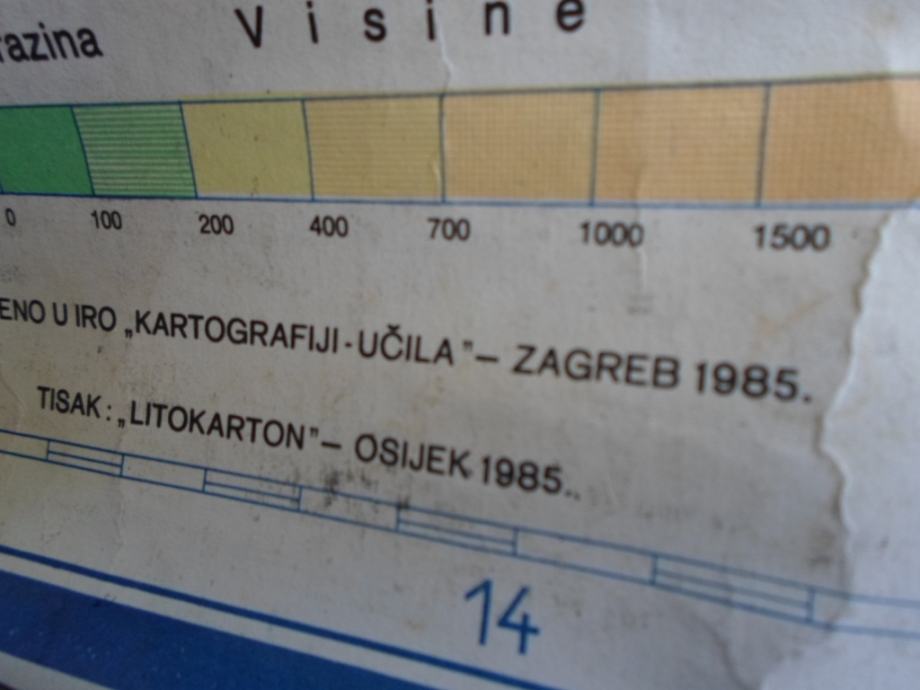 razina Visine
0 100 200 400 700 1000 1500
ENO U IRO „KARTOGRAFIJI - UČILA” – ZAGREB 1985.
TISAK : „LITOKARTON” – OSIJEK 1985..
14